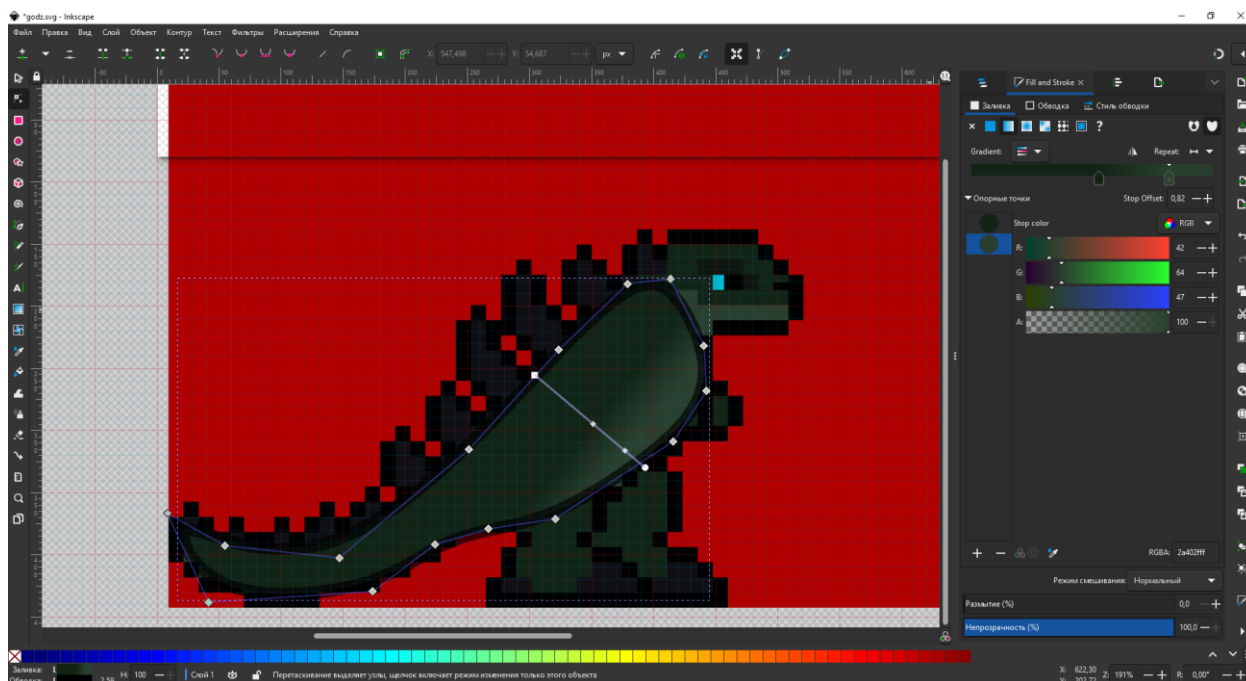 *godz.svg - Inkscape
Файл Правка Вид Слой Объект Контур Текст Фильтры Расширения Справка
X: 547,498 Y: 54,687 px
Fill and Stroke ×
Заливка Обводка Стиль обводки
Gradient: Repeat:
Опорные точки Stop Offset: 0,82
Stop color RGB
R: 42
G: 64
B: 47
A: 100
RGBA: 2a402fff
Режим смешивания: Нормальный
Размытие (%) 0,0
Непрозрачность (%) 100,0
Заливка: L H: 100 Слой 1 Перетаскивание выделяет узлы, щелчок включает режим изменения только этого объекта X: 622,30 Z: 191% R: 0,00°